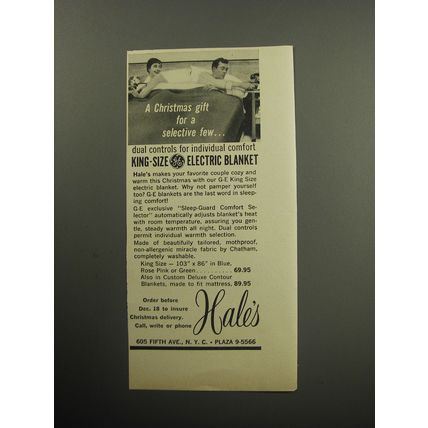 A Christmas gift
for a
selective few...
dual controls for individual comfort
KING-SIZE GE ELECTRIC BLANKET
Hale's makes your favorite couple cozy and
warm this Christmas with our G-E King Size
electric blanket. Why not pamper yourself
too? G-E blankets are the last word in sleep-
ing comfort!
G-E exclusive "Sleep-Guard Comfort Se-
lector" automatically adjusts blanket's heat
with room temperature, assuring you gen-
tle, steady warmth all night. Dual controls
permit individual warmth selection.
Made of beautifully tailored, mothproof,
non-allergenic miracle fabric by Chatham,
completely washable.
King Size — 103" x 86" in Blue,
Rose Pink or Green.......... 69.95
Also in Custom Deluxe Contour
Blankets, made to fit mattress, 89.95
Order before
Dec. 18 to insure
Christmas delivery.
Call, write or phone
Hale's
605 FIFTH AVE., N. Y. C. • PLAZA 9-5566